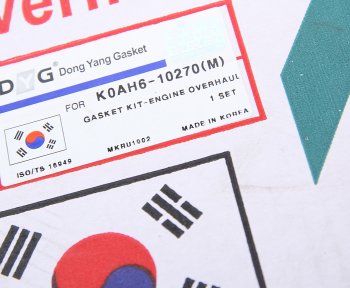 DYG® Dong Yang Gasket
FOR K0AH6-10270(M)
GASKET KIT-ENGINE OVERHAUL
1 SET
MKRU1002 MADE IN KOREA
ISO/TS 16949